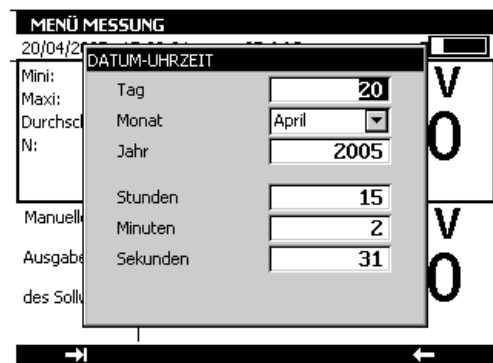 MENÜ MESSUNG
20/04/2
DATUM-UHRZEIT
Mini:
Maxi:
Durchscl
N:
V
0
Tag 20
Monat April
Jahr 2005
Stunden 15
Minuten 2
Sekunden 31
Manuell
Ausgabe
des Soll
V
0